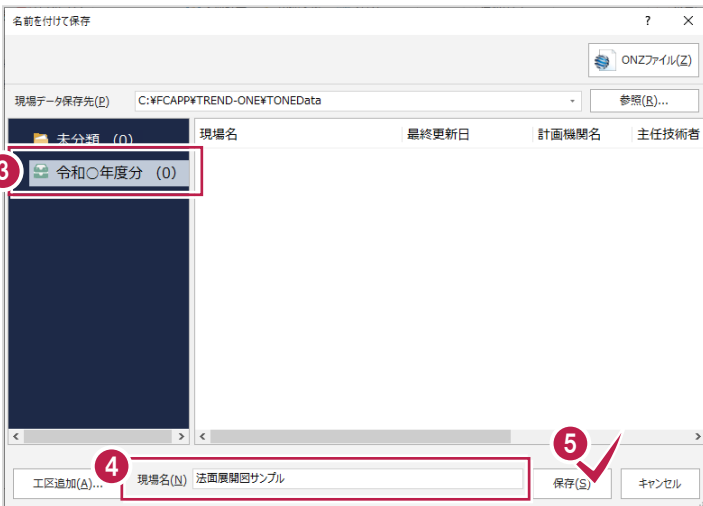 名前を付けて保存 ?
ONZファイル(Z)
現場データ保存先(P) C:¥FCAPP¥TREND-ONE¥TONEData 参照(R)...
未分類 (0) 現場名 最終更新日 計画機関名 主任技術者
3 令和○年度分 (0)
4 5
工区追加(A)... 現場名(N) 法面展開図サンプル 保存(S) キャンセル